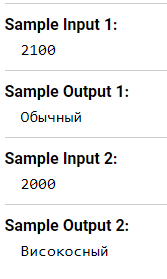 Sample Input 1:
2100
Sample Output 1:
Обычный
Sample Input 2:
2000
Sample Output 2:
Високосный